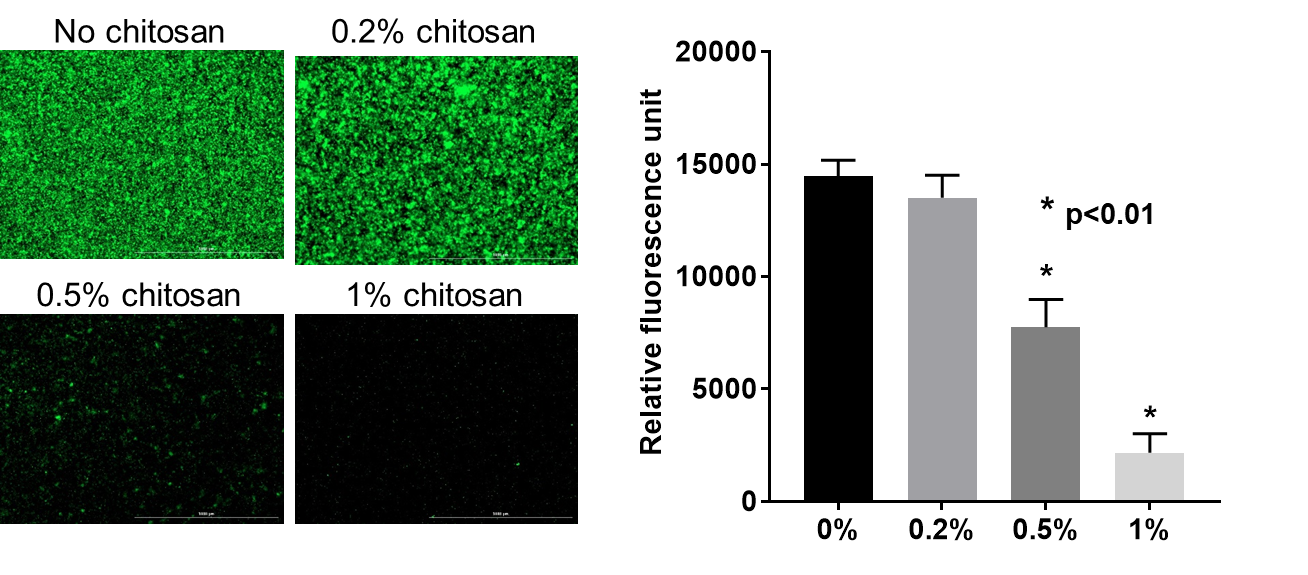 No chitosan
0.2% chitosan
0.5% chitosan
1% chitosan
Relative fluorescence unit
20000
15000
10000
5000
0
* p<0.01
*
*
0%
0.2%
0.5%
1%